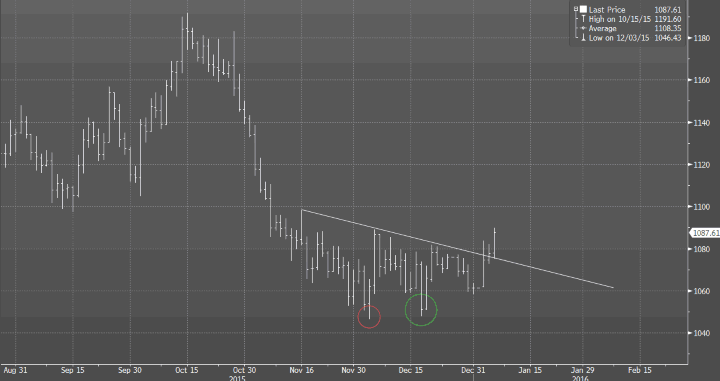 Last Price 1087.61
High on 10/15/15 1191.60
Average 1108.35
Low on 12/03/15 1046.43
1180
1160
1140
1120
1100
1087.61
1080
1060
1040
Aug 31 Sep 15 Sep 30 Oct 15 Oct 30 Nov 16 Nov 30 Dec 15 Dec 31 Jan 15 Jan 29 Feb 15
2015 2016